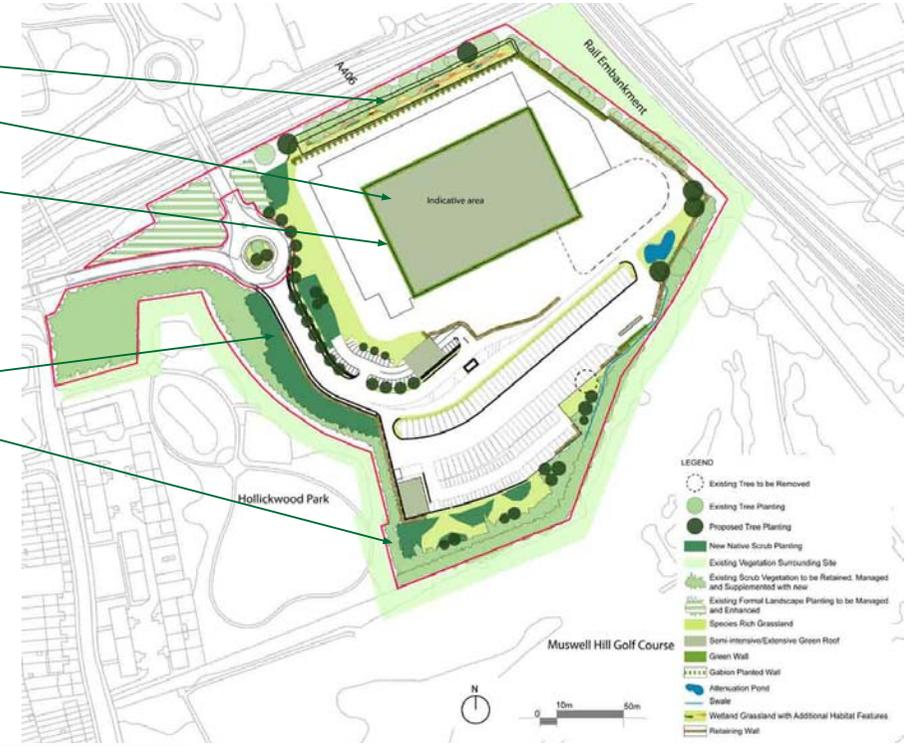 A406
Rail Embankment
Indicative area
Hollickwood Park
Muswell Hill Golf Course
N
0
10m
50m
LEGEND
Existing Tree to be Removed
Existing Tree Planting
Proposed Tree Planting
New Native Scrub Planting
Existing Vegetation Surrounding Site
Existing Scrub Vegetation to be Retained, Managed
and Supplemented with new
Existing Formal Landscape Planting to be Managed
and Enhanced
Species Rich Grassland
Semi-intensive/Extensive Green Roof
Green Wall
Gabion Planted Wall
Attenuation Pond
Swale
Wetland Grassland with Additional Habitat Features
Retaining Wall